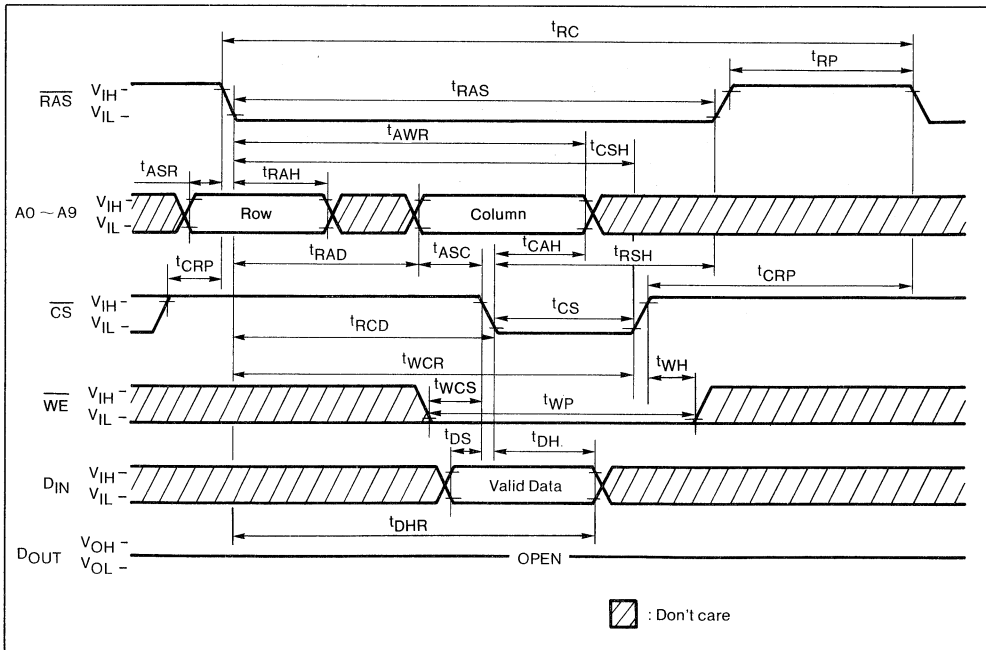 tRC
tRP
RAS
VIH
VIL
tRAS
tAWR
tCSH
tASR
tRAH
A0 ~ A9
VIH
VIL
Row
Column
tRAD
tASC
tCAH
tRSH
tCRP
tCRP
CS
VIH
VIL
tCS
tRCD
tWCR
tWH
WE
VIH
VIL
tWCS
tWP
tDS
tDH.
DIN
VIH
VIL
Valid Data
tDHR
DOUT
VOH
VOL
OPEN
: Don't care